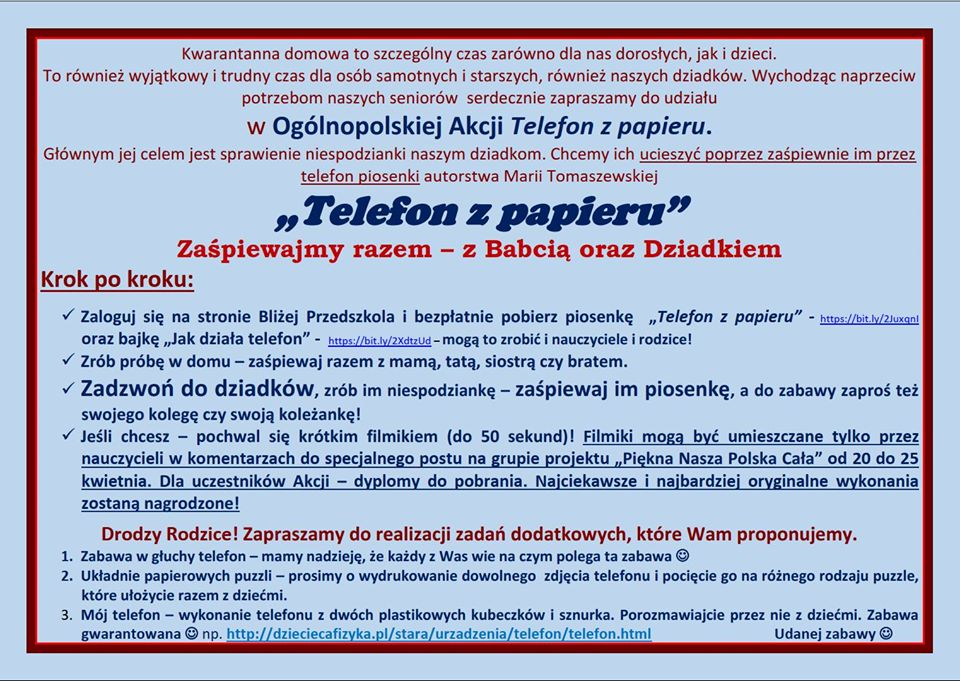 Kwarantanna domowa to szczególny czas zarówno dla nas dorosłych, jak i dzieci.
To również wyjątkowy i trudny czas dla osób samotnych i starszych, również naszych dziadków. Wychodząc naprzeciw
potrzebom naszych seniorów serdecznie zapraszamy do udziału
w Ogólnopolskiej Akcji Telefon z papieru.
Głównym jej celem jest sprawienie niespodzianki naszym dziadkom. Chcemy ich ucieszyć poprzez zaśpiewnie im przez
telefon piosenki autorstwa Marii Tomaszewskiej
„Telefon z papieru”
Zaśpiewajmy razem – z Babcią oraz Dziadkiem
Krok po kroku:
✓ Zaloguj się na stronie Bliżej Przedszkola i bezpłatnie pobierz piosenkę „Telefon z papieru” - https://bit.ly/2JuxqnI
oraz bajkę „Jak działa telefon” - https://bit.ly/2XdtzUd – mogą to zrobić i nauczyciele i rodzice!
✓ Zrób próbę w domu – zaśpiewaj razem z mamą, tatą, siostrą czy bratem.
✓ Zadzwoń do dziadków, zrób im niespodziankę – zaśpiewaj im piosenkę, a do zabawy zaproś też
swojego kolegę czy swoją koleżankę!
✓ Jeśli chcesz – pochwal się krótkim filmikiem (do 50 sekund)! Filmiki mogą być umieszczane tylko przez
nauczycieli w komentarzach do specjalnego postu na grupie projektu „Piękna Nasza Polska Cała” od 20 do 25
kwietnia. Dla uczestników Akcji – dyplomy do pobrania. Najciekawsze i najbardziej oryginalne wykonania
zostaną nagrodzone!
Drodzy Rodzice! Zapraszamy do realizacji zadań dodatkowych, które Wam proponujemy.
1. Zabawa w głuchy telefon – mamy nadzieję, że każdy z Was wie na czym polega ta zabawa ☺
2. Układnie papierowych puzzli – prosimy o wydrukowanie dowolnego zdjęcia telefonu i pocięcie go na różnego rodzaju puzzle,
które ułożycie razem z dziećmi.
3. Mój telefon – wykonanie telefonu z dwóch plastikowych kubeczków i sznurka. Porozmawiajcie przez nie z dziećmi. Zabawa
gwarantowana ☺ np. http://dzieciecafizyka.pl/stara/urzadzenia/telefon/telefon.html Udanej zabawy ☺